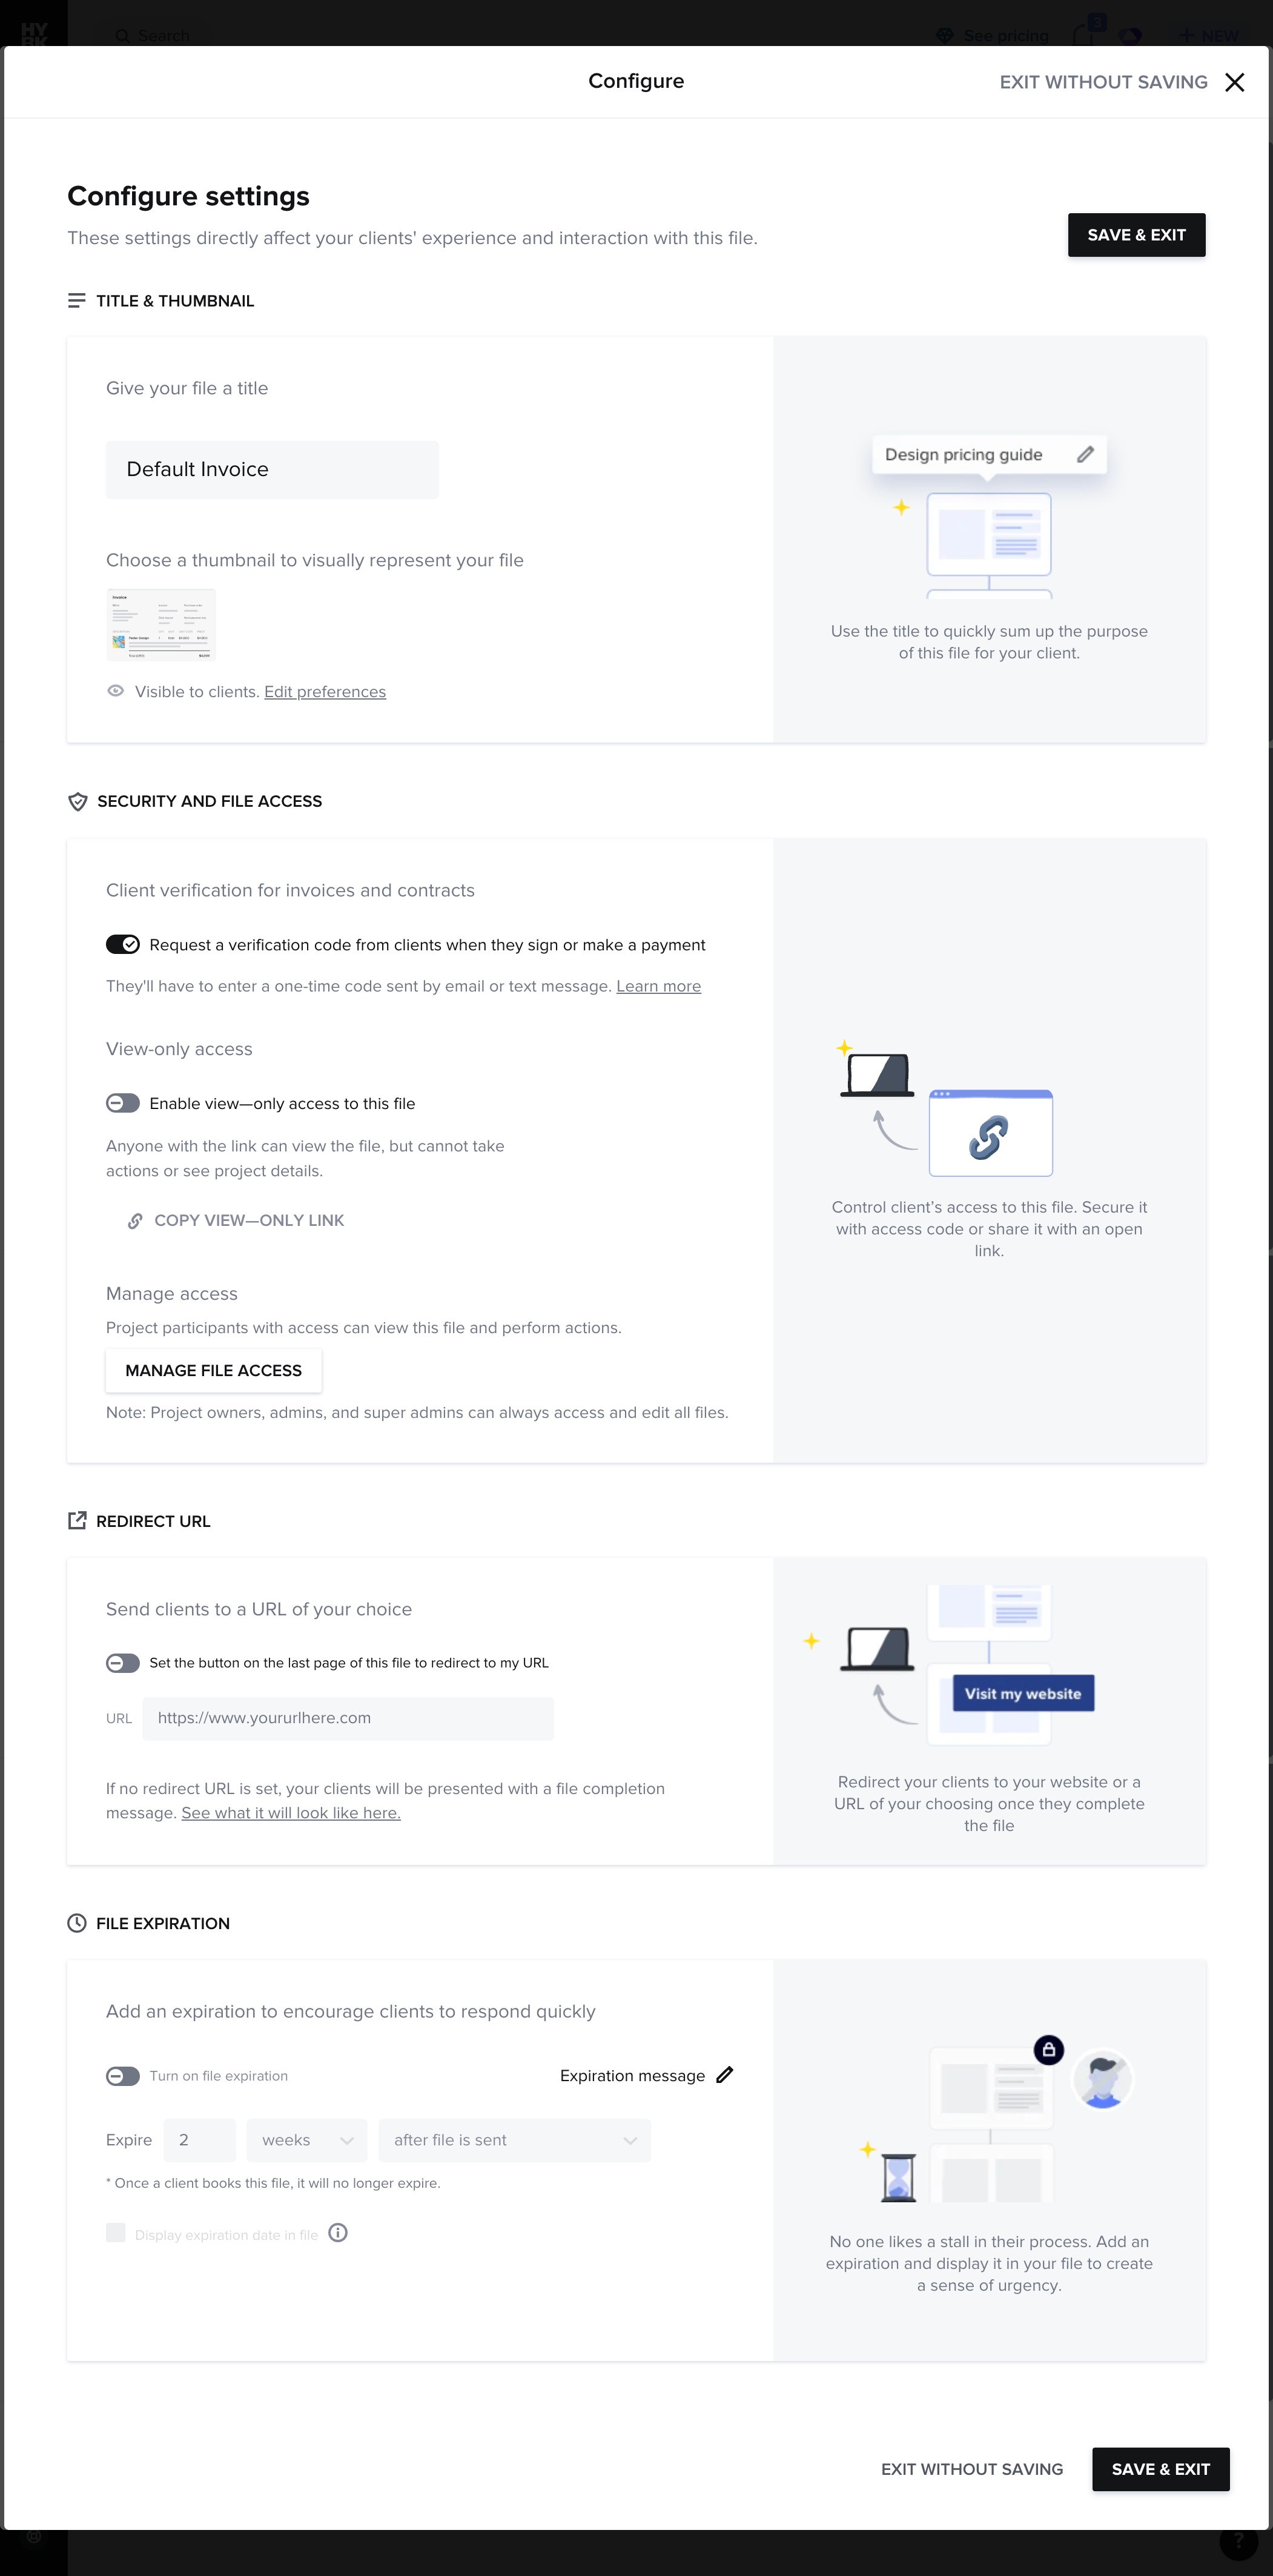 HY
BK
Search
See pricing
3
+ NEW
Configure
EXIT WITHOUT SAVING
Configure settings
These settings directly affect your clients' experience and interaction with this file.
SAVE & EXIT
TITLE & THUMBNAIL
Give your file a title
Default Invoice
Choose a thumbnail to visually represent your file
Invoice
Visible to clients. Edit preferences
Design pricing guide
Use the title to quickly sum up the purpose
of this file for your client.
SECURITY AND FILE ACCESS
Client verification for invoices and contracts
Request a verification code from clients when they sign or make a payment
They'll have to enter a one-time code sent by email or text message. Learn more
View-only access
Enable view—only access to this file
Anyone with the link can view the file, but cannot take
actions or see project details.
COPY VIEW—ONLY LINK
Manage access
Project participants with access can view this file and perform actions.
MANAGE FILE ACCESS
Note: Project owners, admins, and super admins can always access and edit all files.
Control client’s access to this file. Secure it
with access code or share it with an open
link.
REDIRECT URL
Send clients to a URL of your choice
Set the button on the last page of this file to redirect to my URL
URL https://www.yoururlhere.com
If no redirect URL is set, your clients will be presented with a file completion
message. See what it will look like here.
Visit my website
Redirect your clients to your website or a
URL of your choosing once they complete
the file
FILE EXPIRATION
Add an expiration to encourage clients to respond quickly
Turn on file expiration
Expiration message
Expire 2 weeks after file is sent
* Once a client books this file, it will no longer expire.
Display expiration date in file
No one likes a stall in their process. Add an
expiration and display it in your file to create
a sense of urgency.
EXIT WITHOUT SAVING
SAVE & EXIT
?